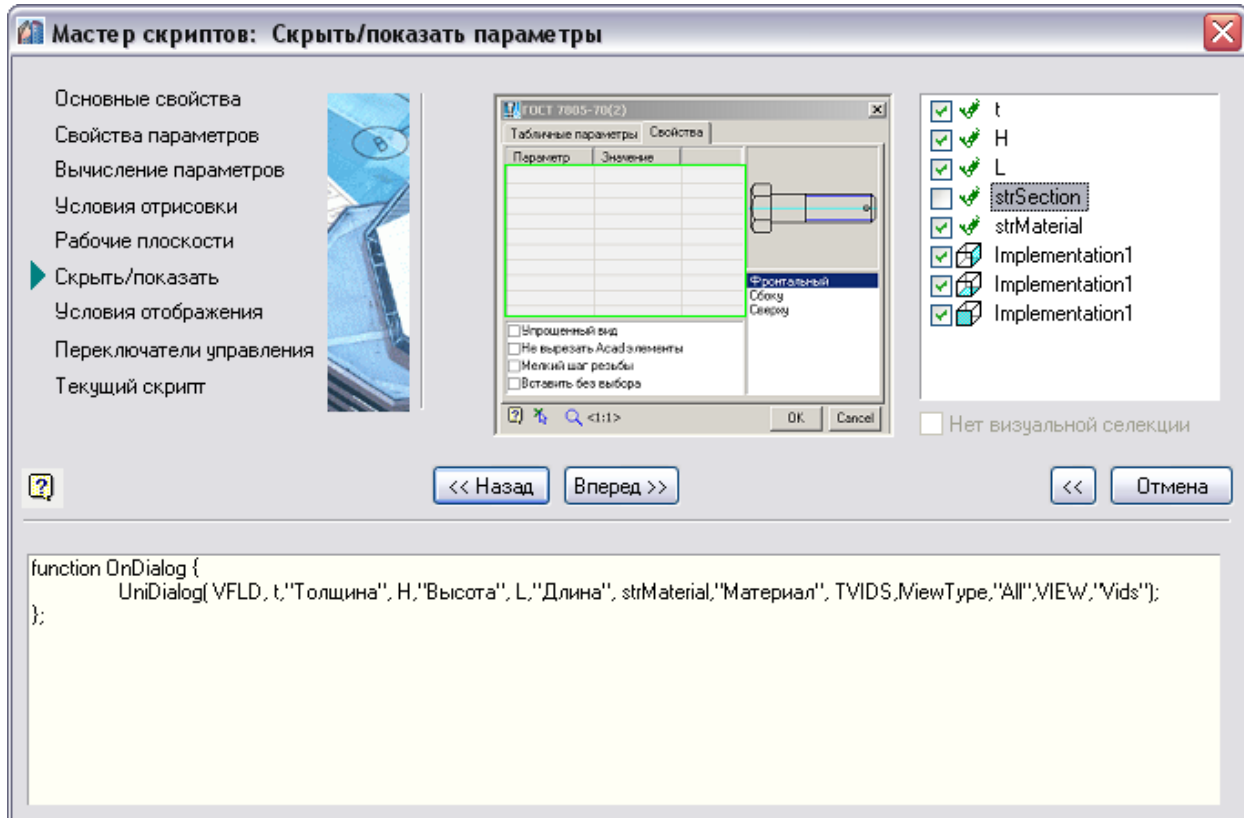 Мастер скриптов: Скрыть/показать параметры
Основные свойства
Свойства параметров
Вычисление параметров
Условия отрисовки
Рабочие плоскости
Скрыть/показать
Условия отображения
Переключатели управления
Текущий скрипт
B
ГОСТ 7805-70(2)
Табличные параметры Свойства
Параметр Значение
Фронтальный
Сбоку
Сверху
Упрошенный вид
Не вырезать Acad элементы
Мелкий шаг резьбы
Вставить без выбора
<1:1>
OK Cancel
t
H
L
strSection
strMaterial
Implementation1
Implementation1
Implementation1
Нет визуальной селекции
<< Назад Вперед >> << Отмена
function OnDialog {
UniDialog( VFLD, t,"Толщина", H,"Высота", L,"Длина", strMaterial,"Материал", TVIDS,IViewType,"All",VIEW,"Vids");
};